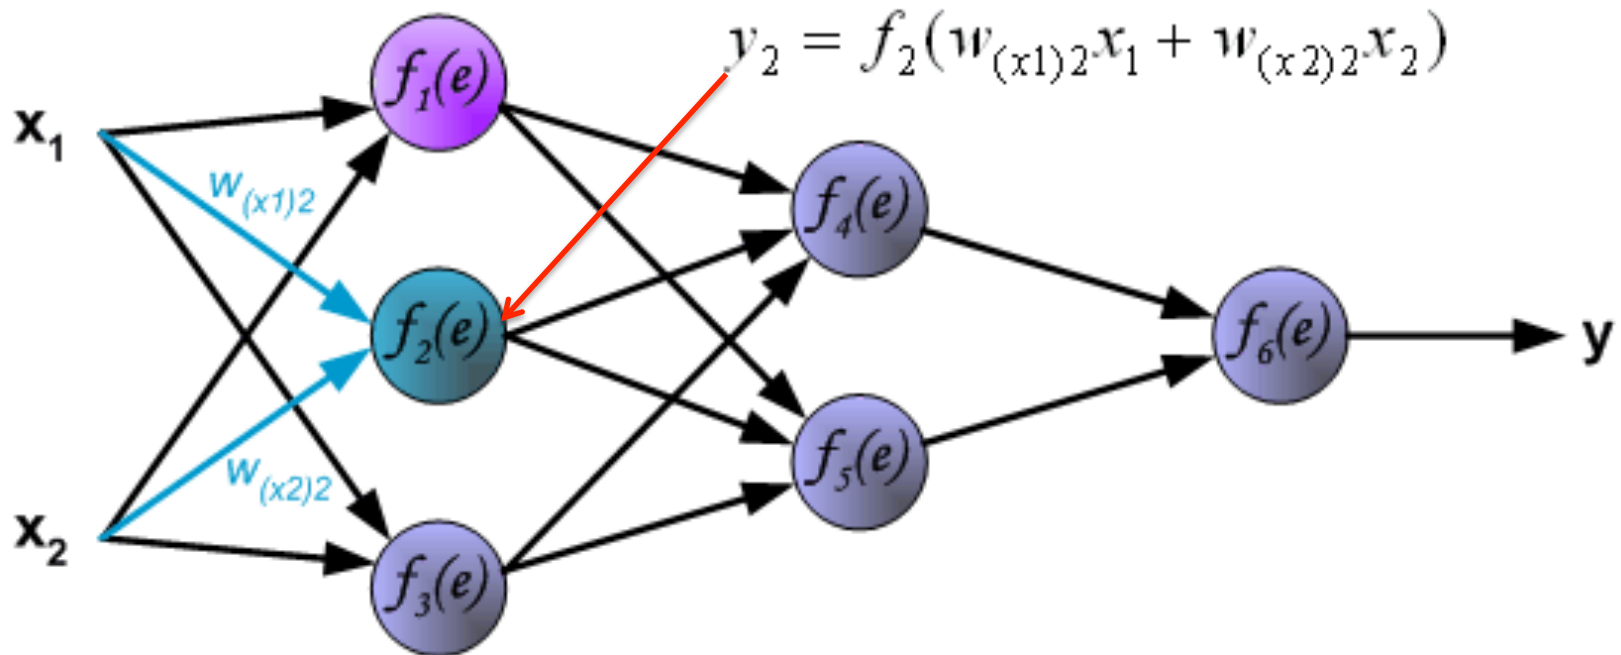 y₂ = f₂(w₍ₓ₁₎₂x₁ + w₍ₓ₂₎₂x₂)
f₁(e)
x₁
w₍ₓ₁₎₂
f₄(e)
f₂(e)
f₆(e)
y
f₅(e)
w₍ₓ₂₎₂
x₂
f₃(e)